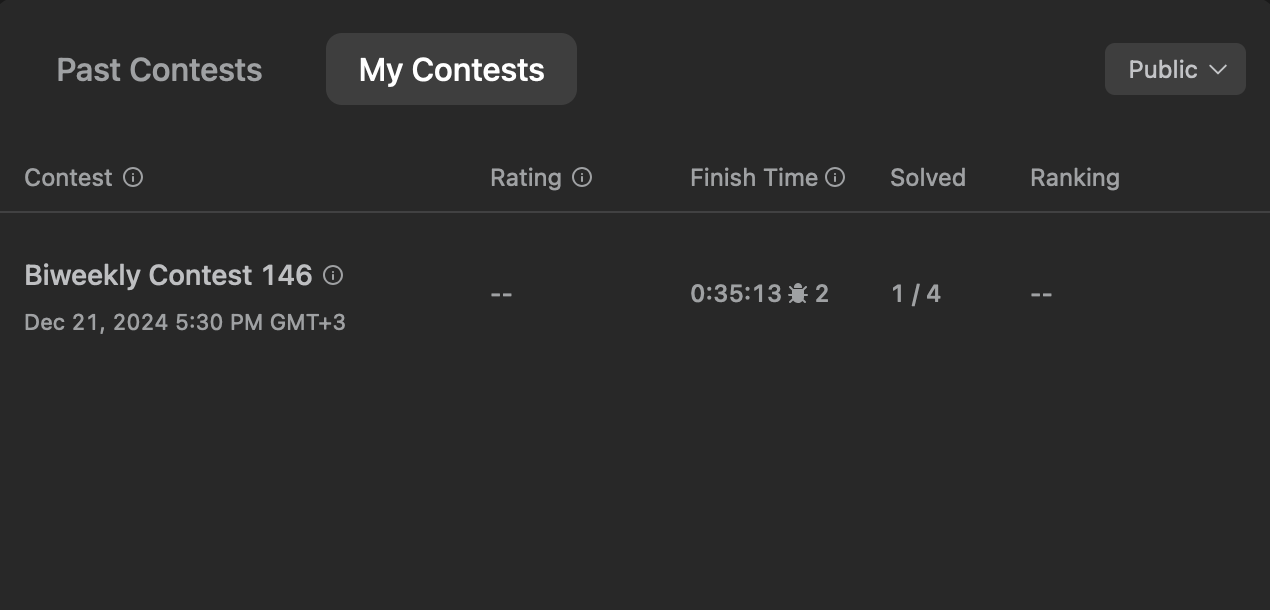 Past Contests My Contests Public
Contest Rating Finish Time Solved Ranking
Biweekly Contest 146
-- 0:35:13 2 1 / 4 --
Dec 21, 2024 5:30 PM GMT+3